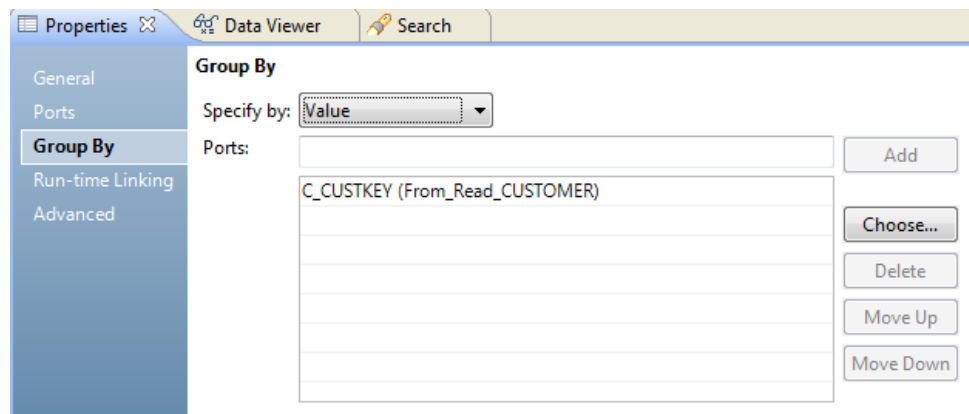 Properties
Data Viewer
Search
General
Ports
Group By
Run-time Linking
Advanced
Group By
Specify by: Value
Ports:
Add
C_CUSTKEY (From_Read_CUSTOMER)
Choose...
Delete
Move Up
Move Down